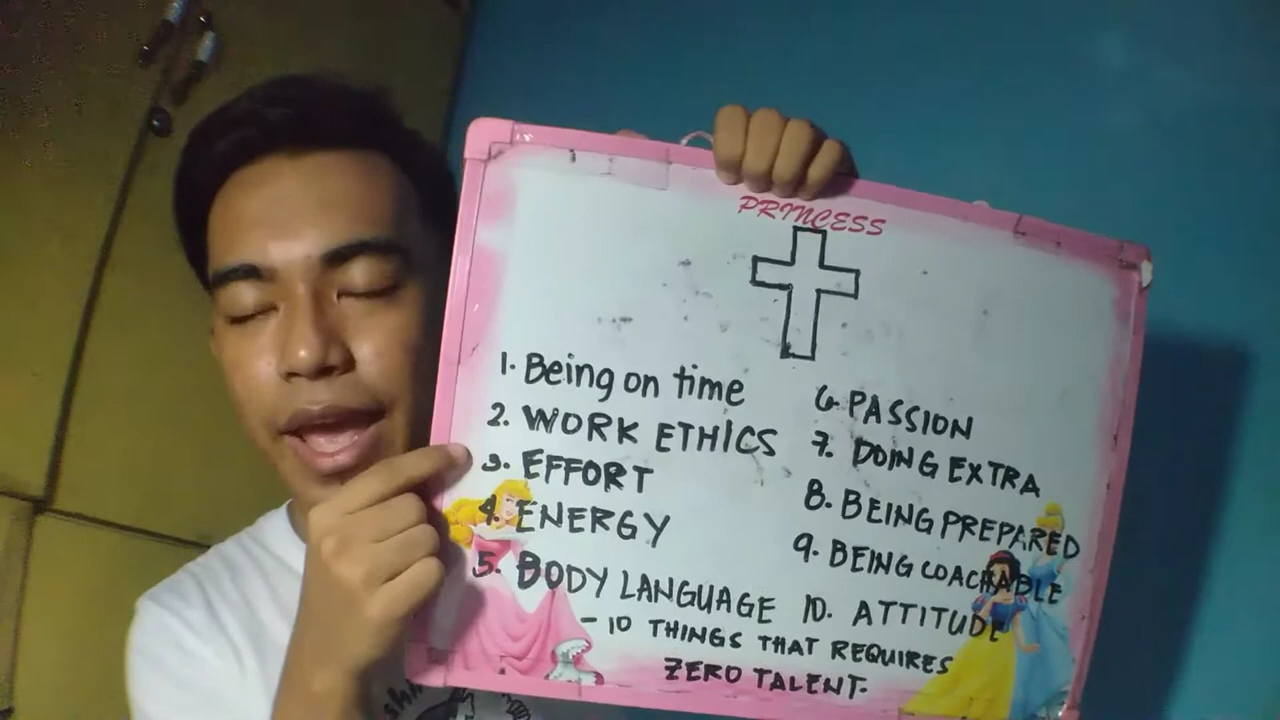 PRINCESS
1. Being on time
2. WORK ETHICS
3. EFFORT
4. ENERGY
5. BODY LANGUAGE
6. PASSION
7. DOING EXTRA
8. BEING PREPARED
9. BEING COACHABLE
10. ATTITUDE
- 10 THINGS THAT REQUIRES
ZERO TALENT.